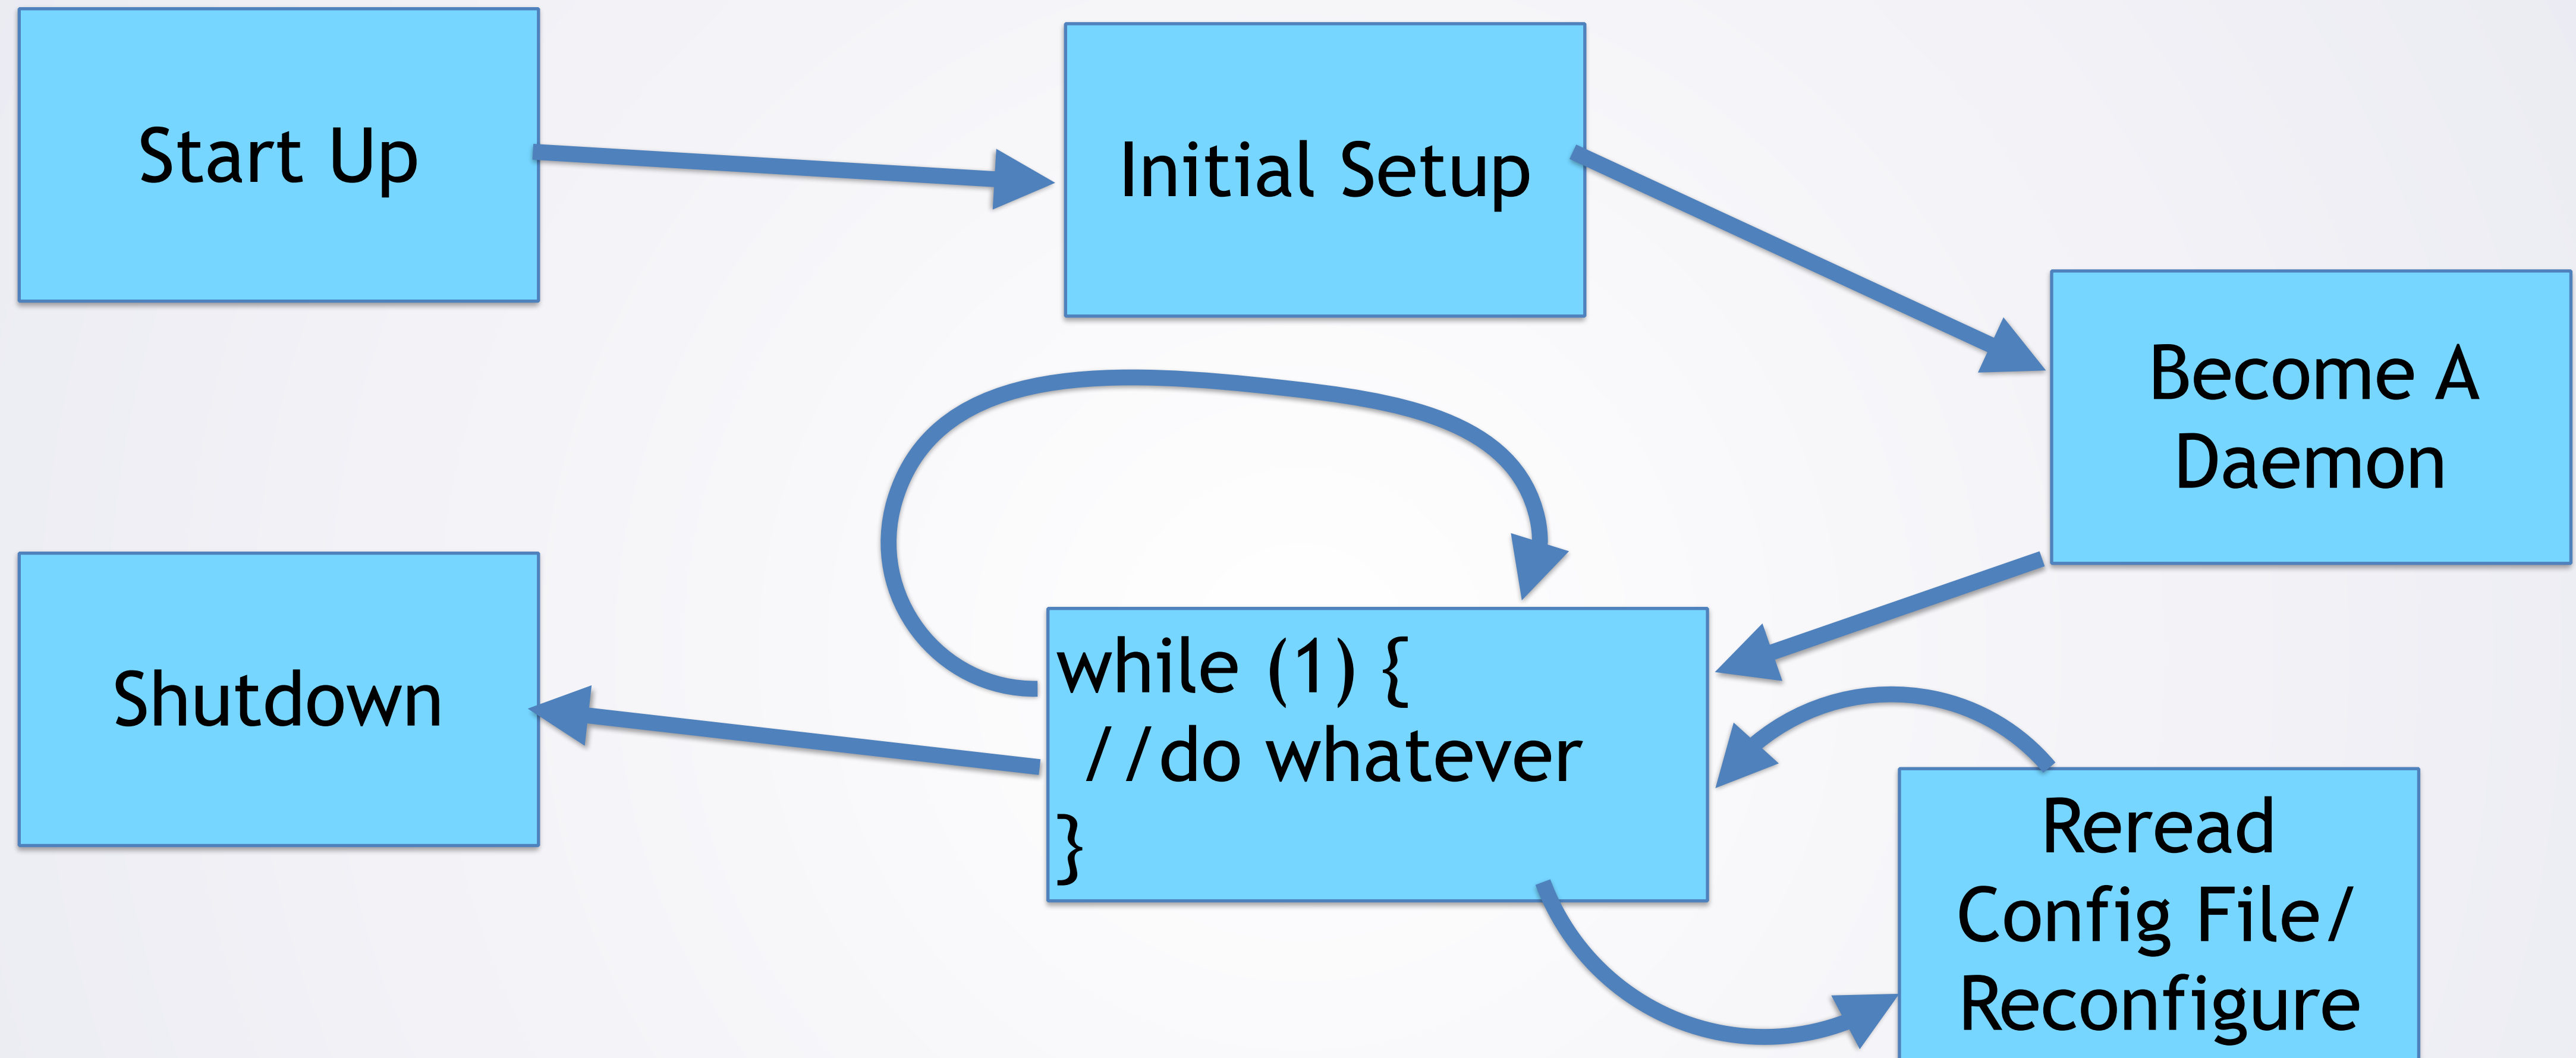 Start Up
Initial Setup
Become A
Daemon
Shutdown
while (1) {
//do whatever
}
Reread
Config File/
Reconfigure